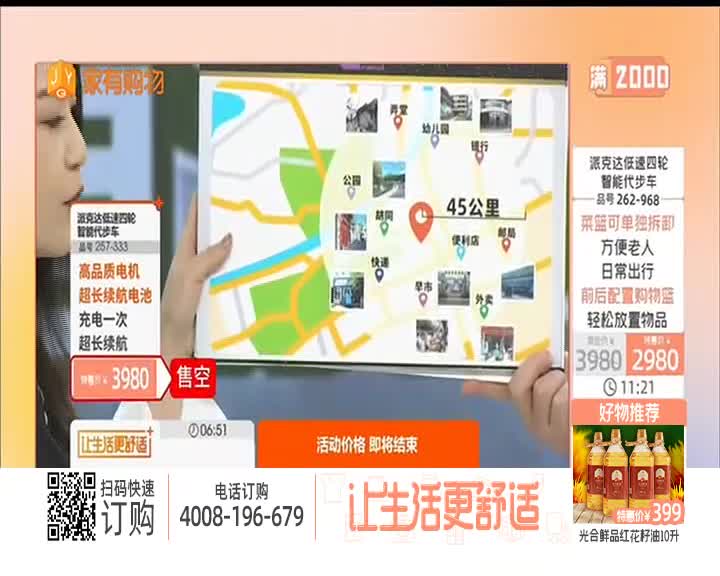 JYG 家有购物
满 2000
派克达低速四轮
智能代步车
品号 257-333
高品质电机
超长续航电池
充电一次
超长续航
特惠价¥ 3980
售空
06:51
让生活更舒适
活动价格 即将结束
幼儿园
银行
公园
胡同
45公里
便利店
邮局
快递
早市
外卖
派克达低速四轮
智能代步车
品号 262-968
菜篮可单独拆卸
方便老人
日常出行
前后配置购物篮
轻松放置物品
3980
特惠价¥
2980
11:21
好物推荐
特惠价¥399
光合鲜品红花籽油10升
扫码快速
订购
电话订购
4008-196-679
让生活更舒适